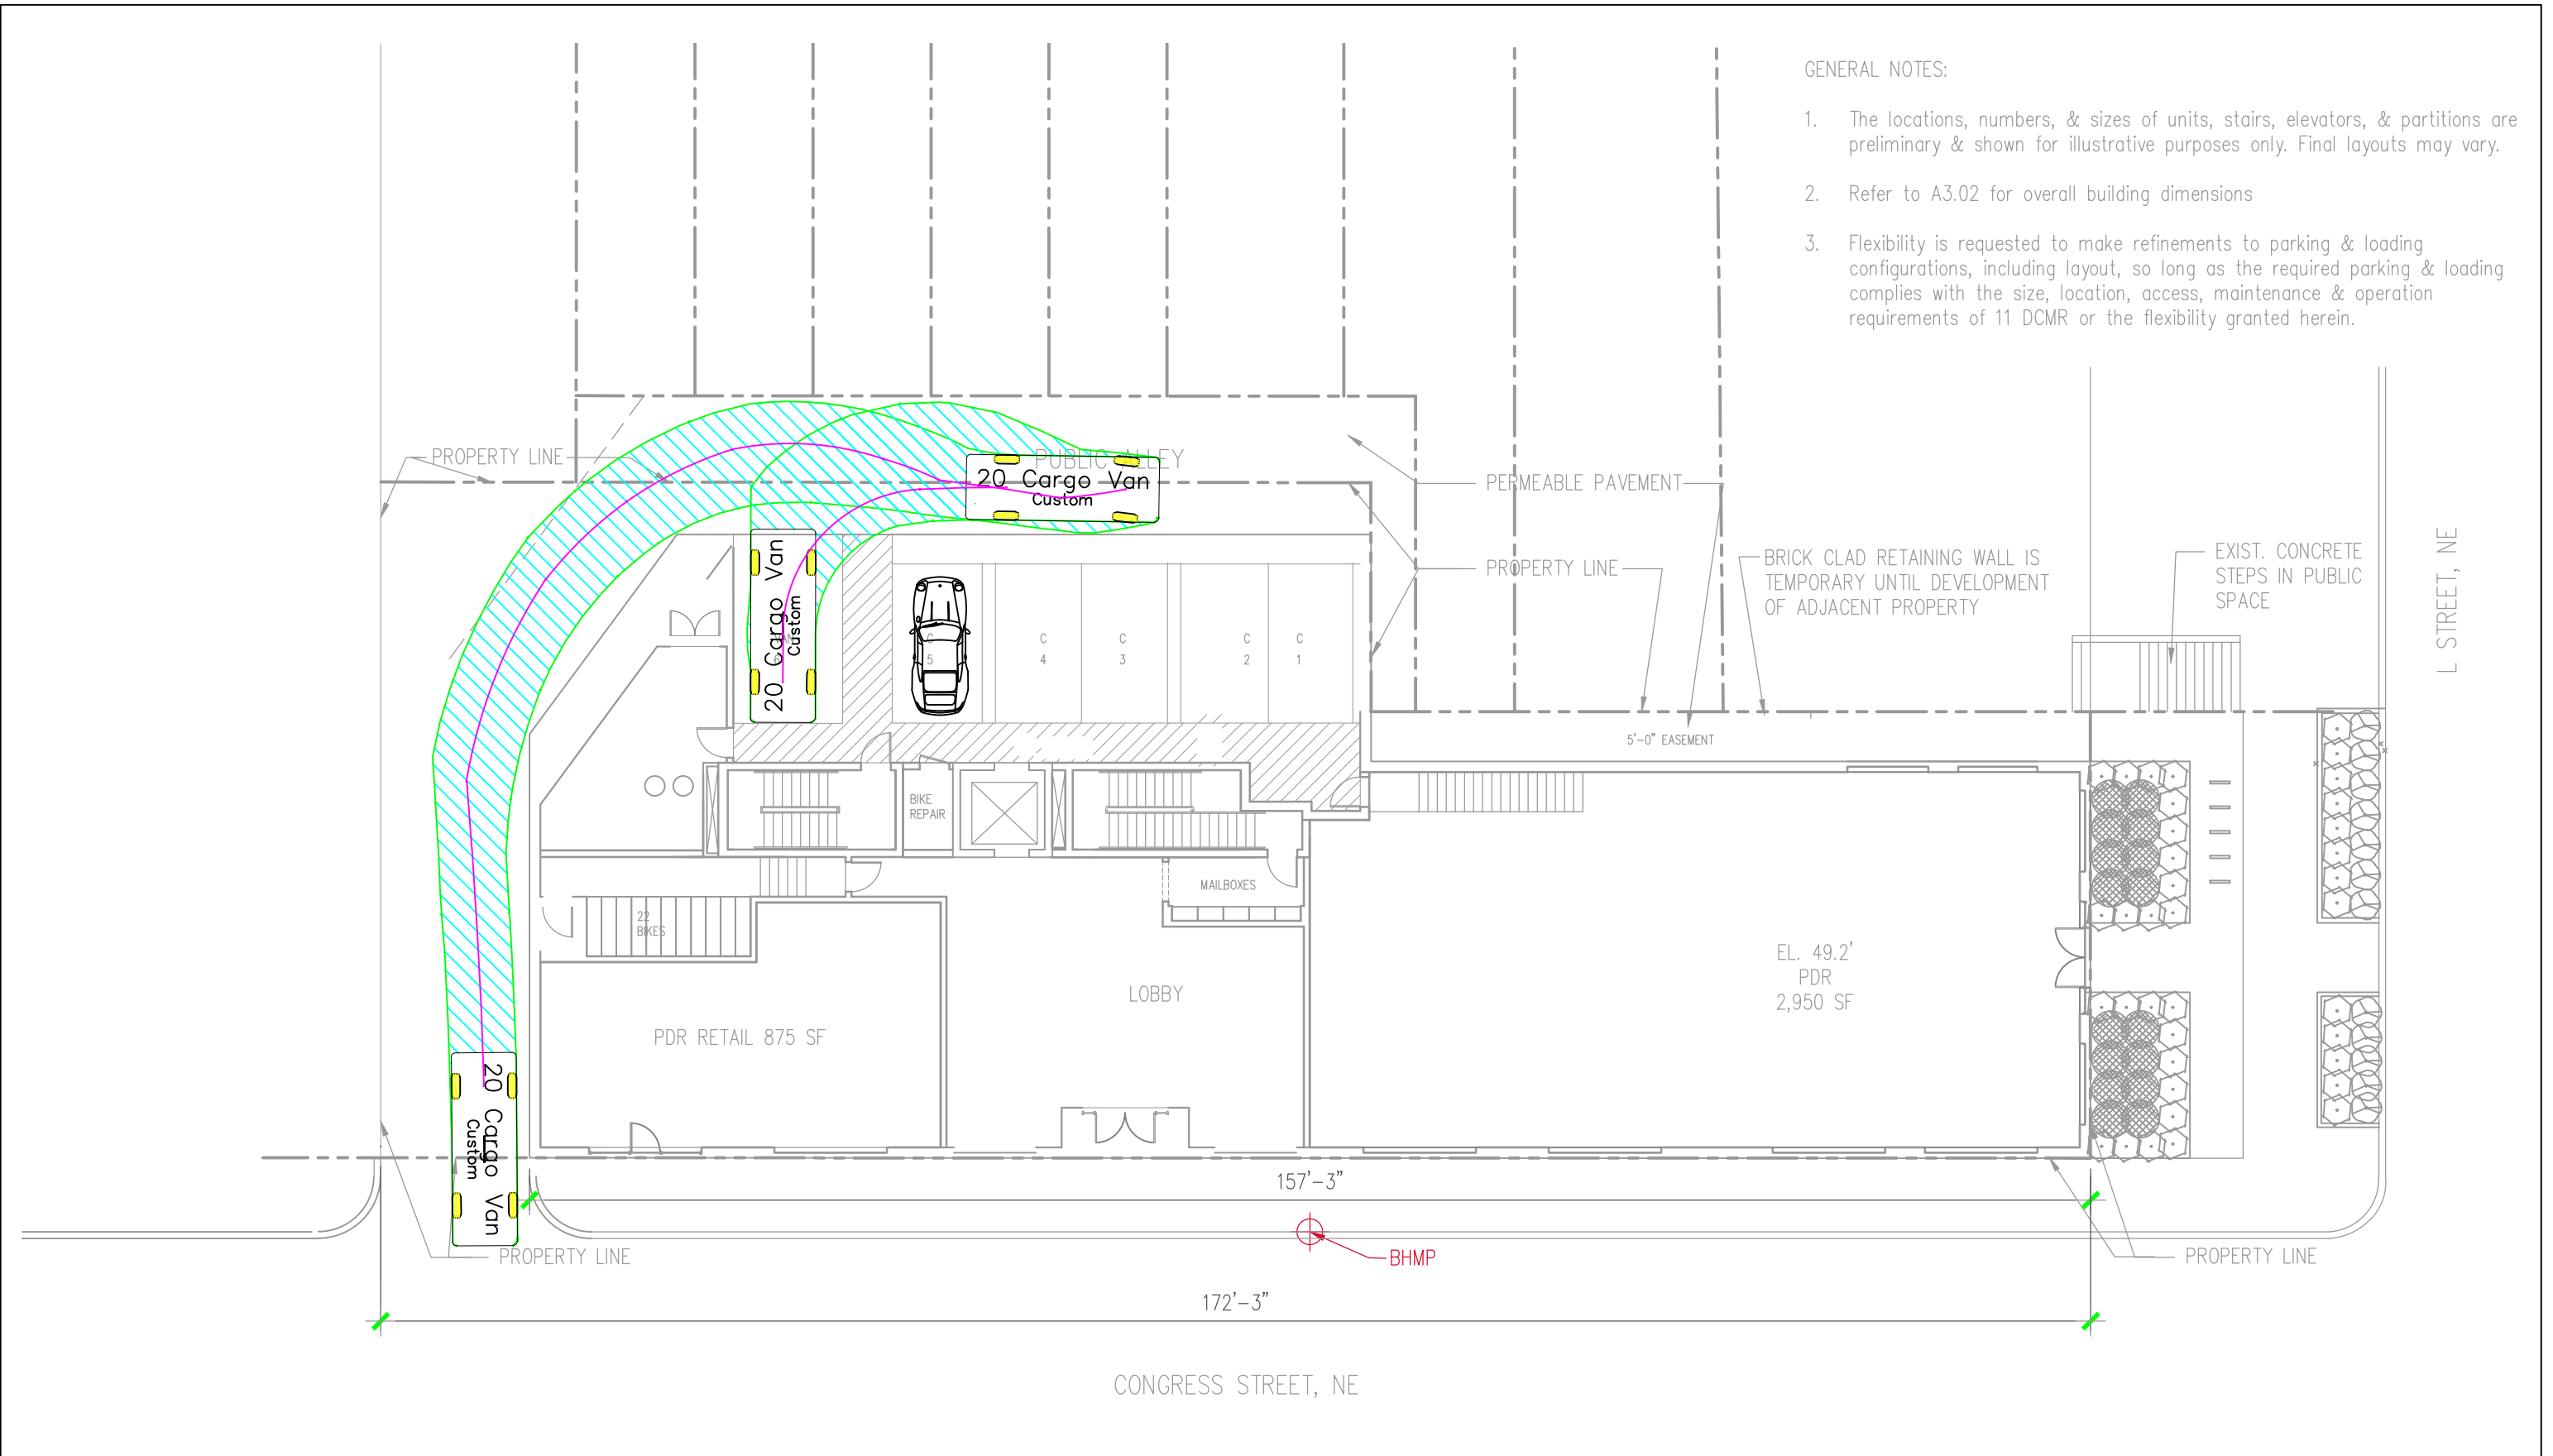 GENERAL NOTES:
1. The locations, numbers, & sizes of units, stairs, elevators, & partitions are
preliminary & shown for illustrative purposes only. Final layouts may vary.
2. Refer to A3.02 for overall building dimensions
3. Flexibility is requested to make refinements to parking & loading
configurations, including layout, so long as the required parking & loading
complies with the size, location, access, maintenance & operation
requirements of 11 DCMR or the flexibility granted herein.
PROPERTY LINE
PUBLIC ALLEY
20 Cargo Van
Custom
PERMEABLE PAVEMENT
PROPERTY LINE
BRICK CLAD RETAINING WALL IS
TEMPORARY UNTIL DEVELOPMENT
OF ADJACENT PROPERTY
EXIST. CONCRETE
STEPS IN PUBLIC
SPACE
L STREET, NE
20 Cargo Van
Custom
C
5
C
4
C
3
C
2
C
1
5'-0" EASEMENT
BIKE
REPAIR
MAILBOXES
22
BIKES
EL. 49.2'
PDR
2,950 SF
LOBBY
PDR RETAIL 875 SF
20 Cargo Van
Custom
157'-3"
PROPERTY LINE
BHMP
PROPERTY LINE
172'-3"
CONGRESS STREET, NE